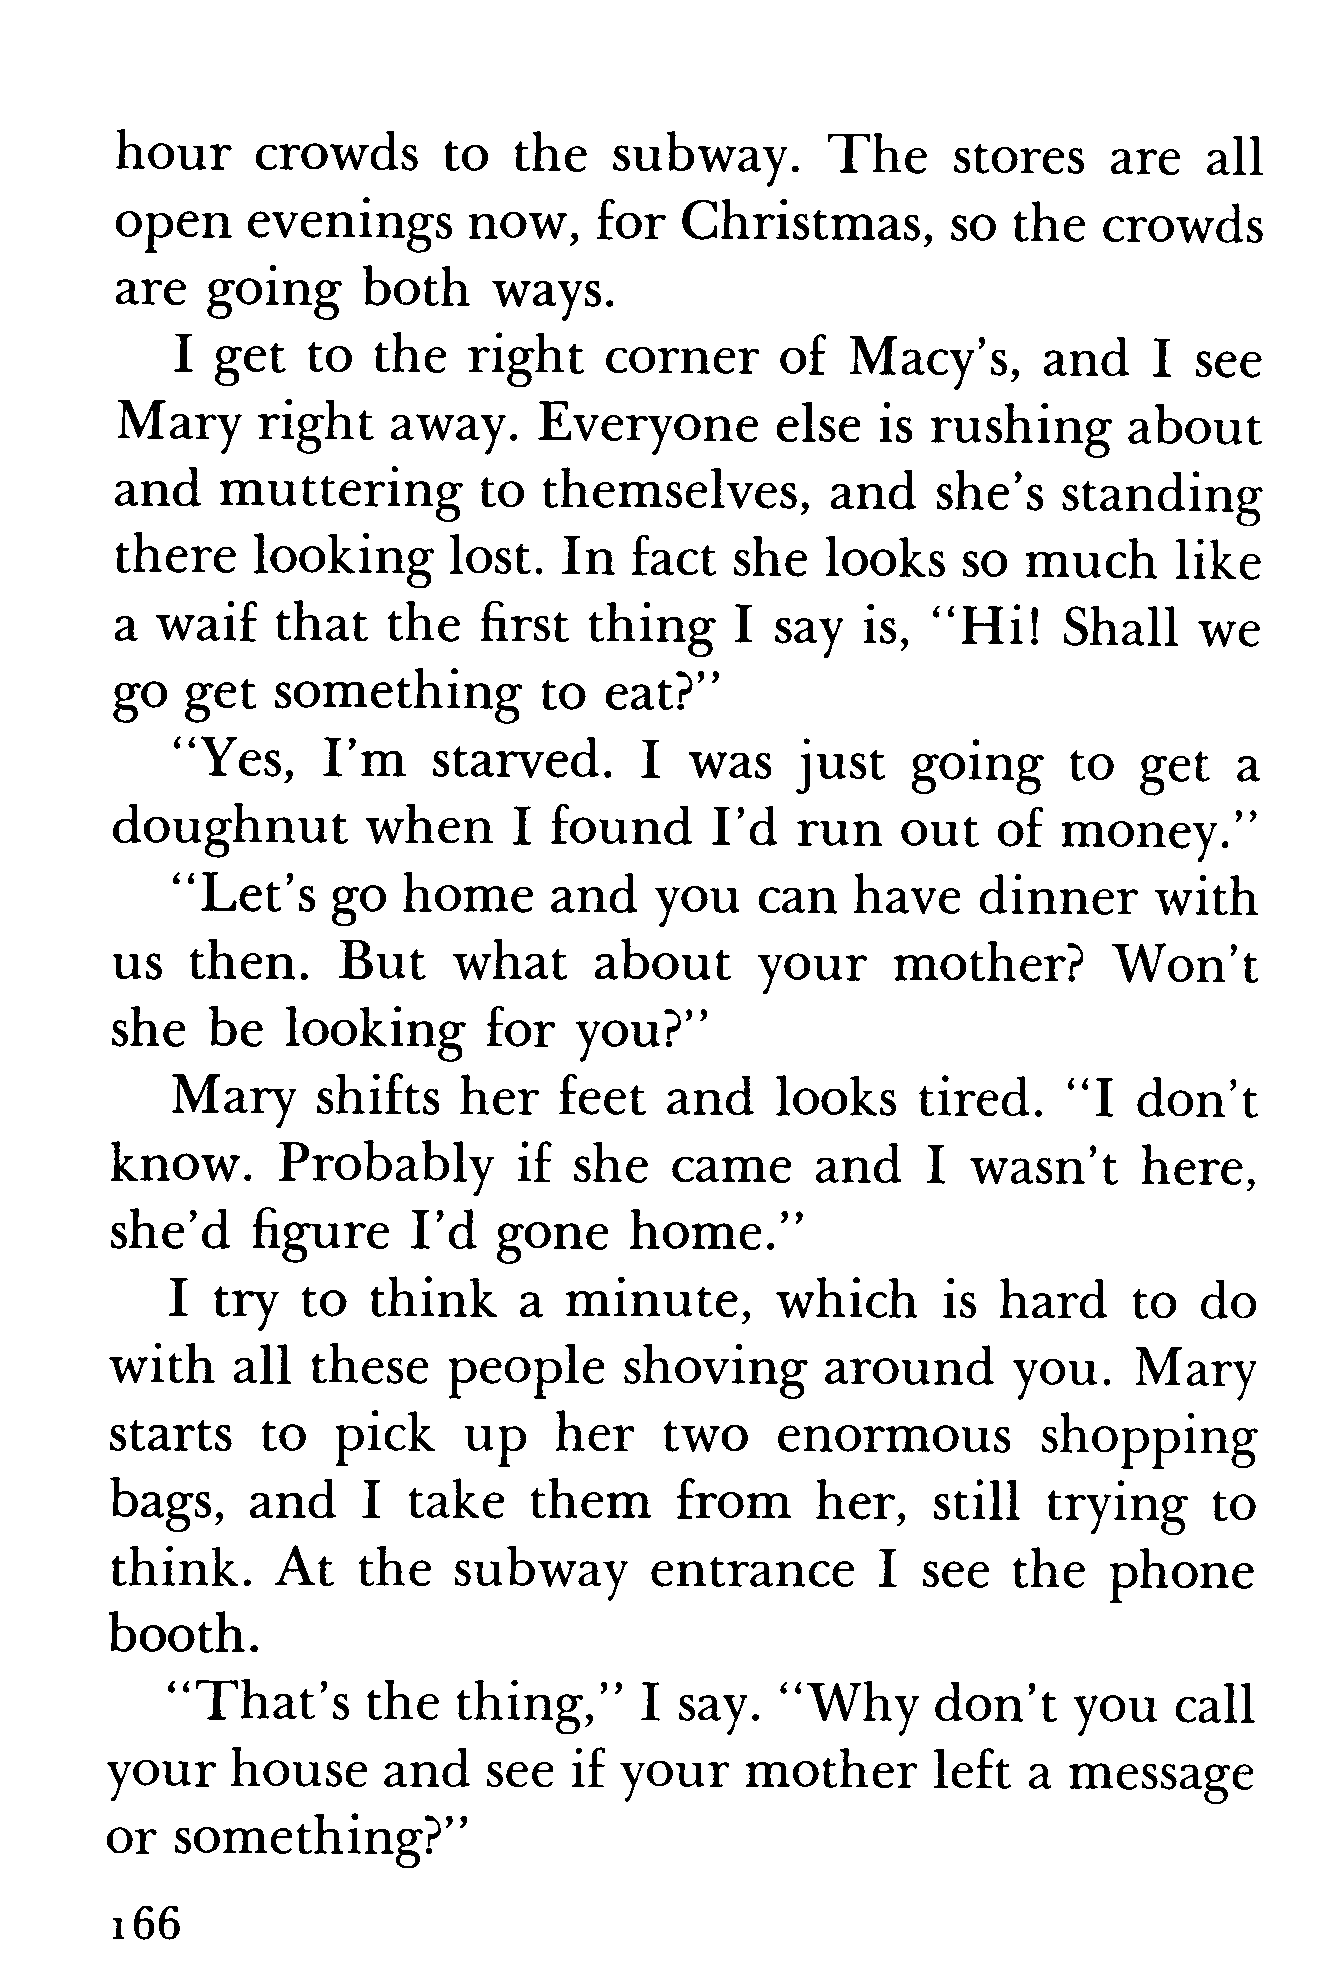 hour crowds to the subway. The stores are all
open evenings now, for Christmas, so the crowds
are going both ways.
I get to the right corner of Macy's, and I see
Mary right away. Everyone else is rushing about
and muttering to themselves, and she's standing
there looking lost. In fact she looks so much like
a waif that the first thing I say is, "Hi! Shall we
go get something to eat?"
"Yes, I'm starved. I was just going to get a
doughnut when I found I'd run out of money."
"Let's go home and you can have dinner with
us then. But what about your mother? Won't
she be looking for you?"
Mary shifts her feet and looks tired. "I don't
know. Probably if she came and I wasn't here,
she'd figure I'd gone home."
I try to think a minute, which is hard to do
with all these people shoving around you. Mary
starts to pick up her two enormous shopping
bags, and I take them from her, still trying to
think. At the subway entrance I see the phone
booth.
"That's the thing," I say. "Why don't you call
your house and see if your mother left a message
or something?"
166